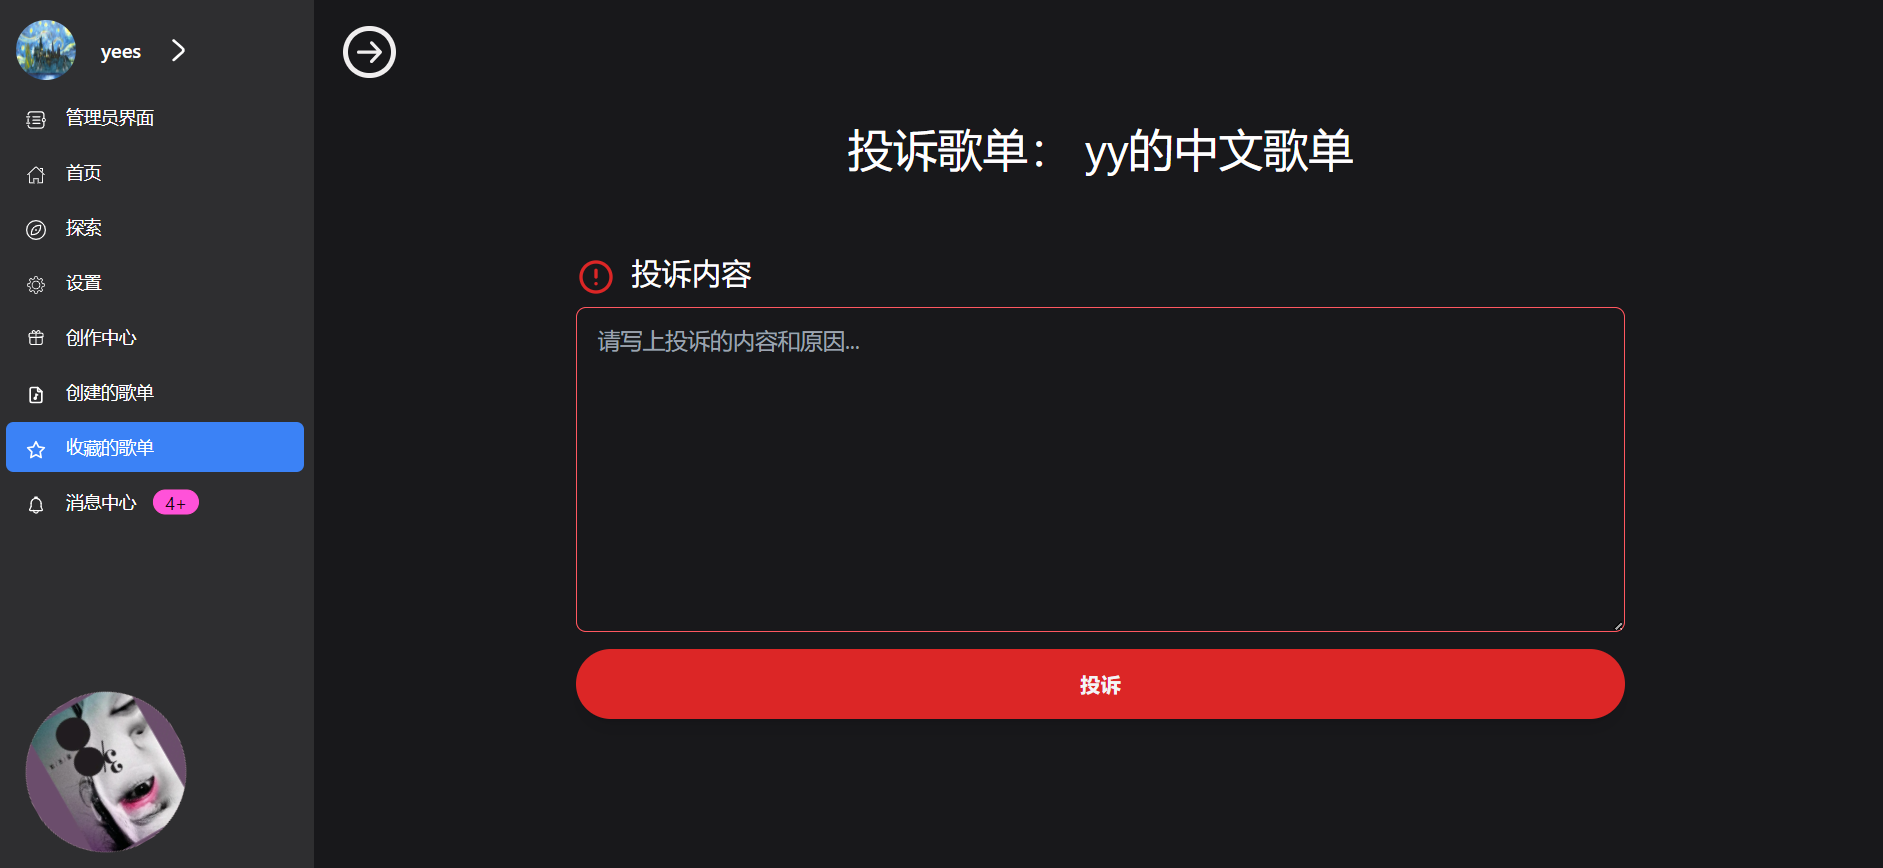 yees
管理员界面
首页
探索
设置
创作中心
创建的歌单
收藏的歌单
消息中心 4+
投诉歌单： yy的中文歌单
投诉内容
请写上投诉的内容和原因...
投诉